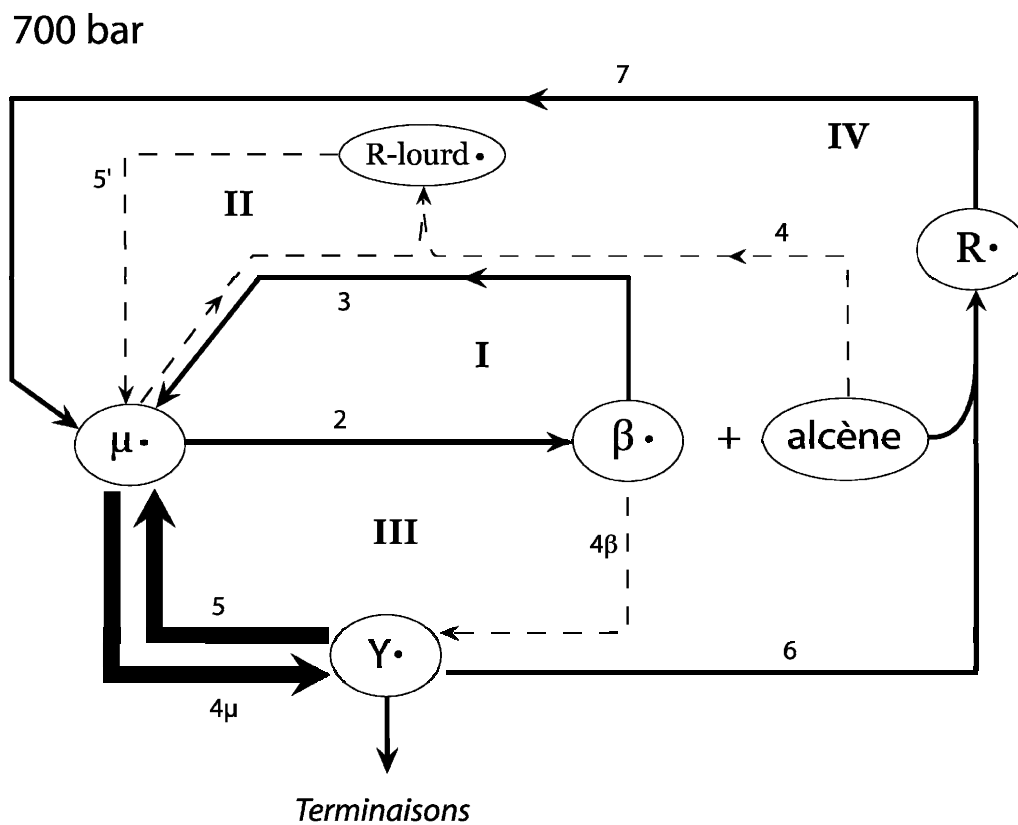 700 bar
7
IV
R-lourd •
5'
II
4
R•
3
I
2
μ•
β •
+
alcène
III
4β
5
Y•
6
4μ
Terminaisons